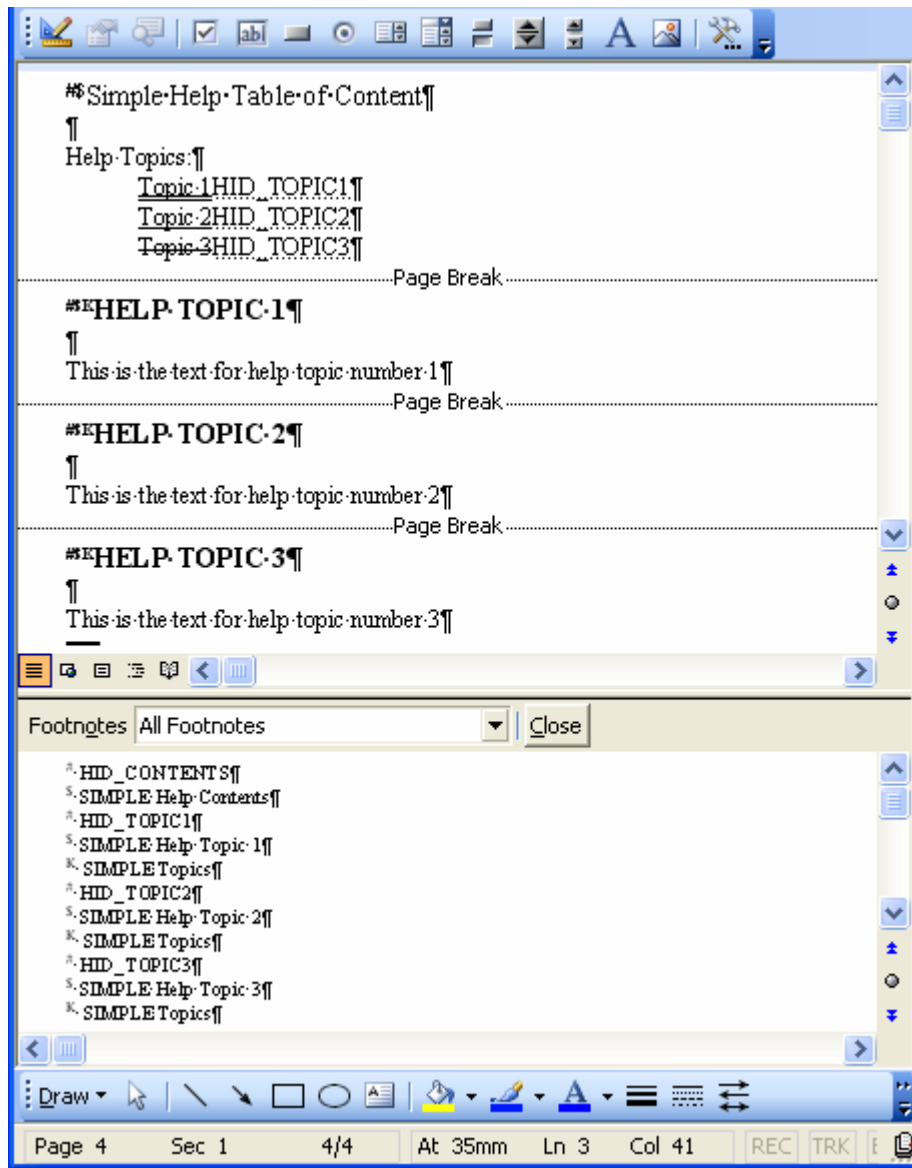 abl A
#$Simple·Help·Table·of·Content¶
¶
Help·Topics:¶
Topic·1HID_TOPIC1¶
Topic·2HID_TOPIC2¶
Topic·3HID_TOPIC3¶
Page Break
#$KHELP·TOPIC·1¶
¶
This·is·the·text·for·help·topic·number·1¶
Page Break
#$KHELP·TOPIC·2¶
¶
This·is·the·text·for·help·topic·number·2¶
Page Break
#$KHELP·TOPIC·3¶
¶
This·is·the·text·for·help·topic·number·3¶
Footnotes All Footnotes Close
#·HID_CONTENTS¶
$·SIMPLE·Help·Contents¶
#·HID_TOPIC1¶
$·SIMPLE·Help·Topic·1¶
K·SIMPLE·Topics¶
#·HID_TOPIC2¶
$·SIMPLE·Help·Topic·2¶
K·SIMPLE·Topics¶
#·HID_TOPIC3¶
$·SIMPLE·Help·Topic·3¶
K·SIMPLE·Topics¶
Draw A A
Page 4 Sec 1 4/4 At 35mm Ln 3 Col 41 REC TRK